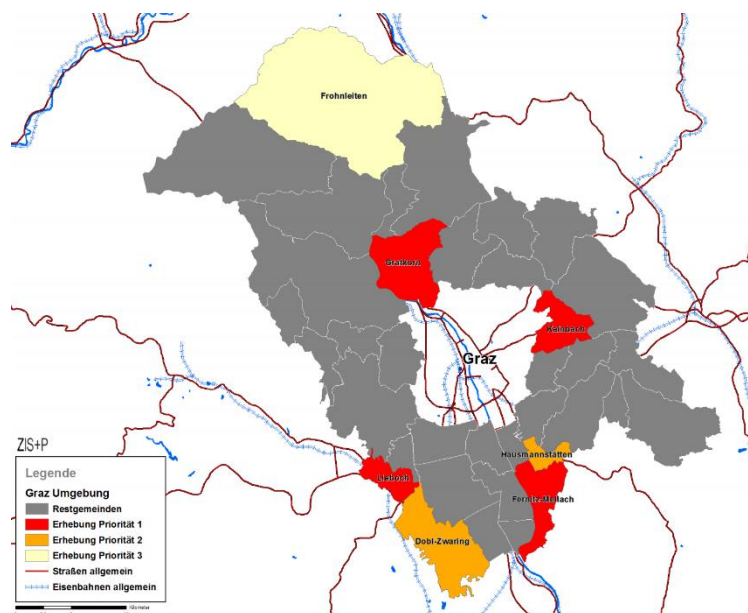 Frohnleiten
Gratkorn
Kainbach
Graz
Hausmannstätten
Lieboch
Fernitz-Mellach
Dobl-Zwaring
ZIS+P
Legende
Graz Umgebung
Restgemeinden
Erhebung Priorität 1
Erhebung Priorität 2
Erhebung Priorität 3
Straßen allgemein
Eisenbahnen allgemein
Kilometer